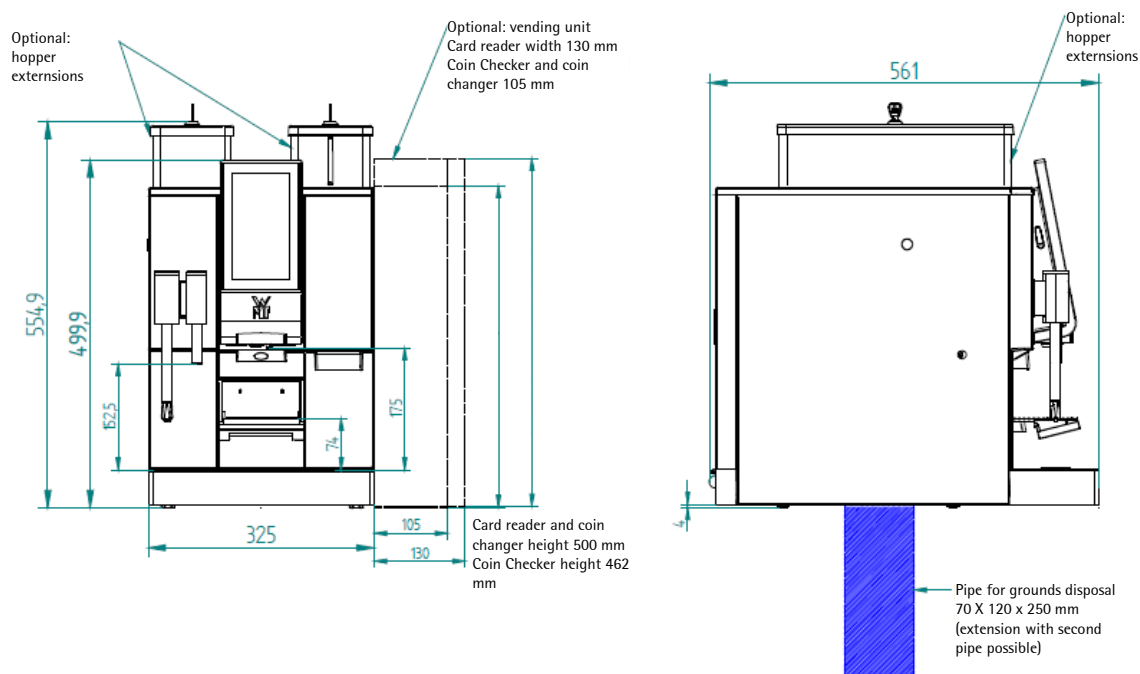 Optional:
hopper
externsions
Optional: vending unit
Card reader width 130 mm
Coin Checker and coin
changer 105 mm
554,9
499,9
152,5
74
175
WMF
325
105
130
Card reader and coin
changer height 500 mm
Coin Checker height 462
mm
Optional:
hopper
externsions
561
4
Pipe for grounds disposal
70 X 120 x 250 mm
(extension with second
pipe possible)